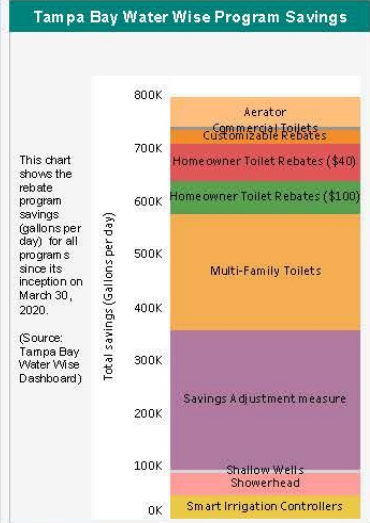 Tampa Bay Water Wise Program Savings
This chart
shows the
rebate
program
savings
(gallons per
day) for all
programs
since its
inception on
March 30,
2020.
(Source:
Tampa Bay
Water Wise
Dashboard)
Total savings (Gallons per day)
800K
700K
600K
500K
400K
300K
200K
100K
0K
Aerator
Commercial Toilets
Customizable Rebates
Homeowner Toilet Rebates ($40)
Homeowner Toilet Rebates ($100)
Multi-Family Toilets
Savings Adjustment measure
Shallow Wells
Showerhead
Smart Irrigation Controllers